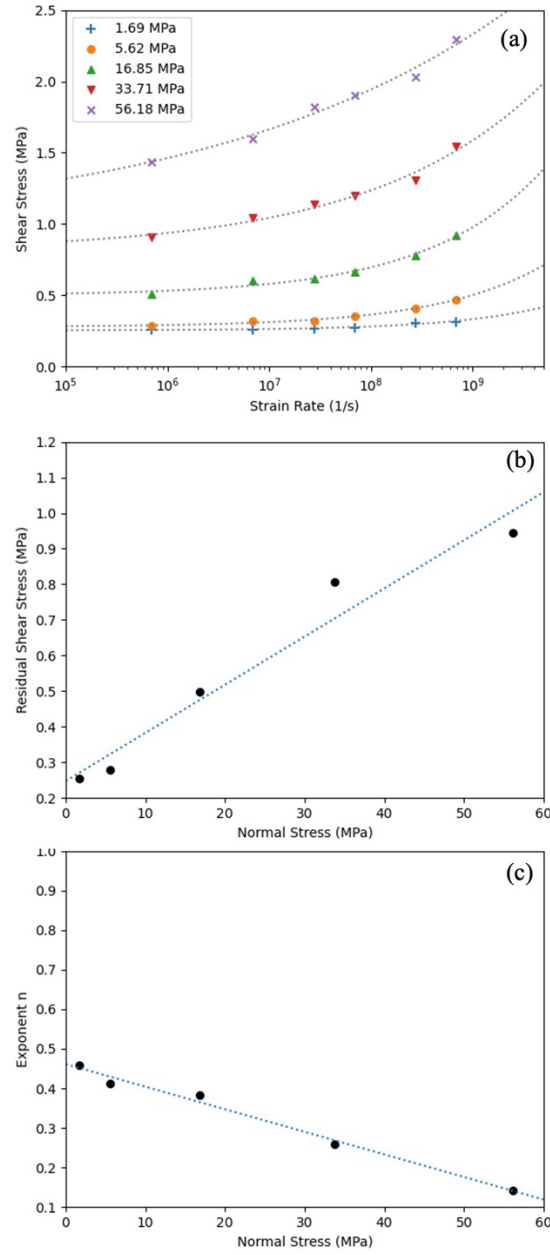 (a)
1.69 MPa
5.62 MPa
16.85 MPa
33.71 MPa
56.18 MPa
2.5
2.0
1.5
1.0
0.5
0.0
Shear Stress (MPa)
10^5 10^6 10^7 10^8 10^9
Strain Rate (1/s)
(b)
1.2
1.1
1.0
0.9
0.8
0.7
0.6
0.5
0.4
0.3
0.2
Residual Shear Stress (MPa)
0 10 20 30 40 50 60
Normal Stress (MPa)
(c)
1.0
0.9
0.8
0.7
0.6
0.5
0.4
0.3
0.2
0.1
Exponent n
0 10 20 30 40 50 60
Normal Stress (MPa)